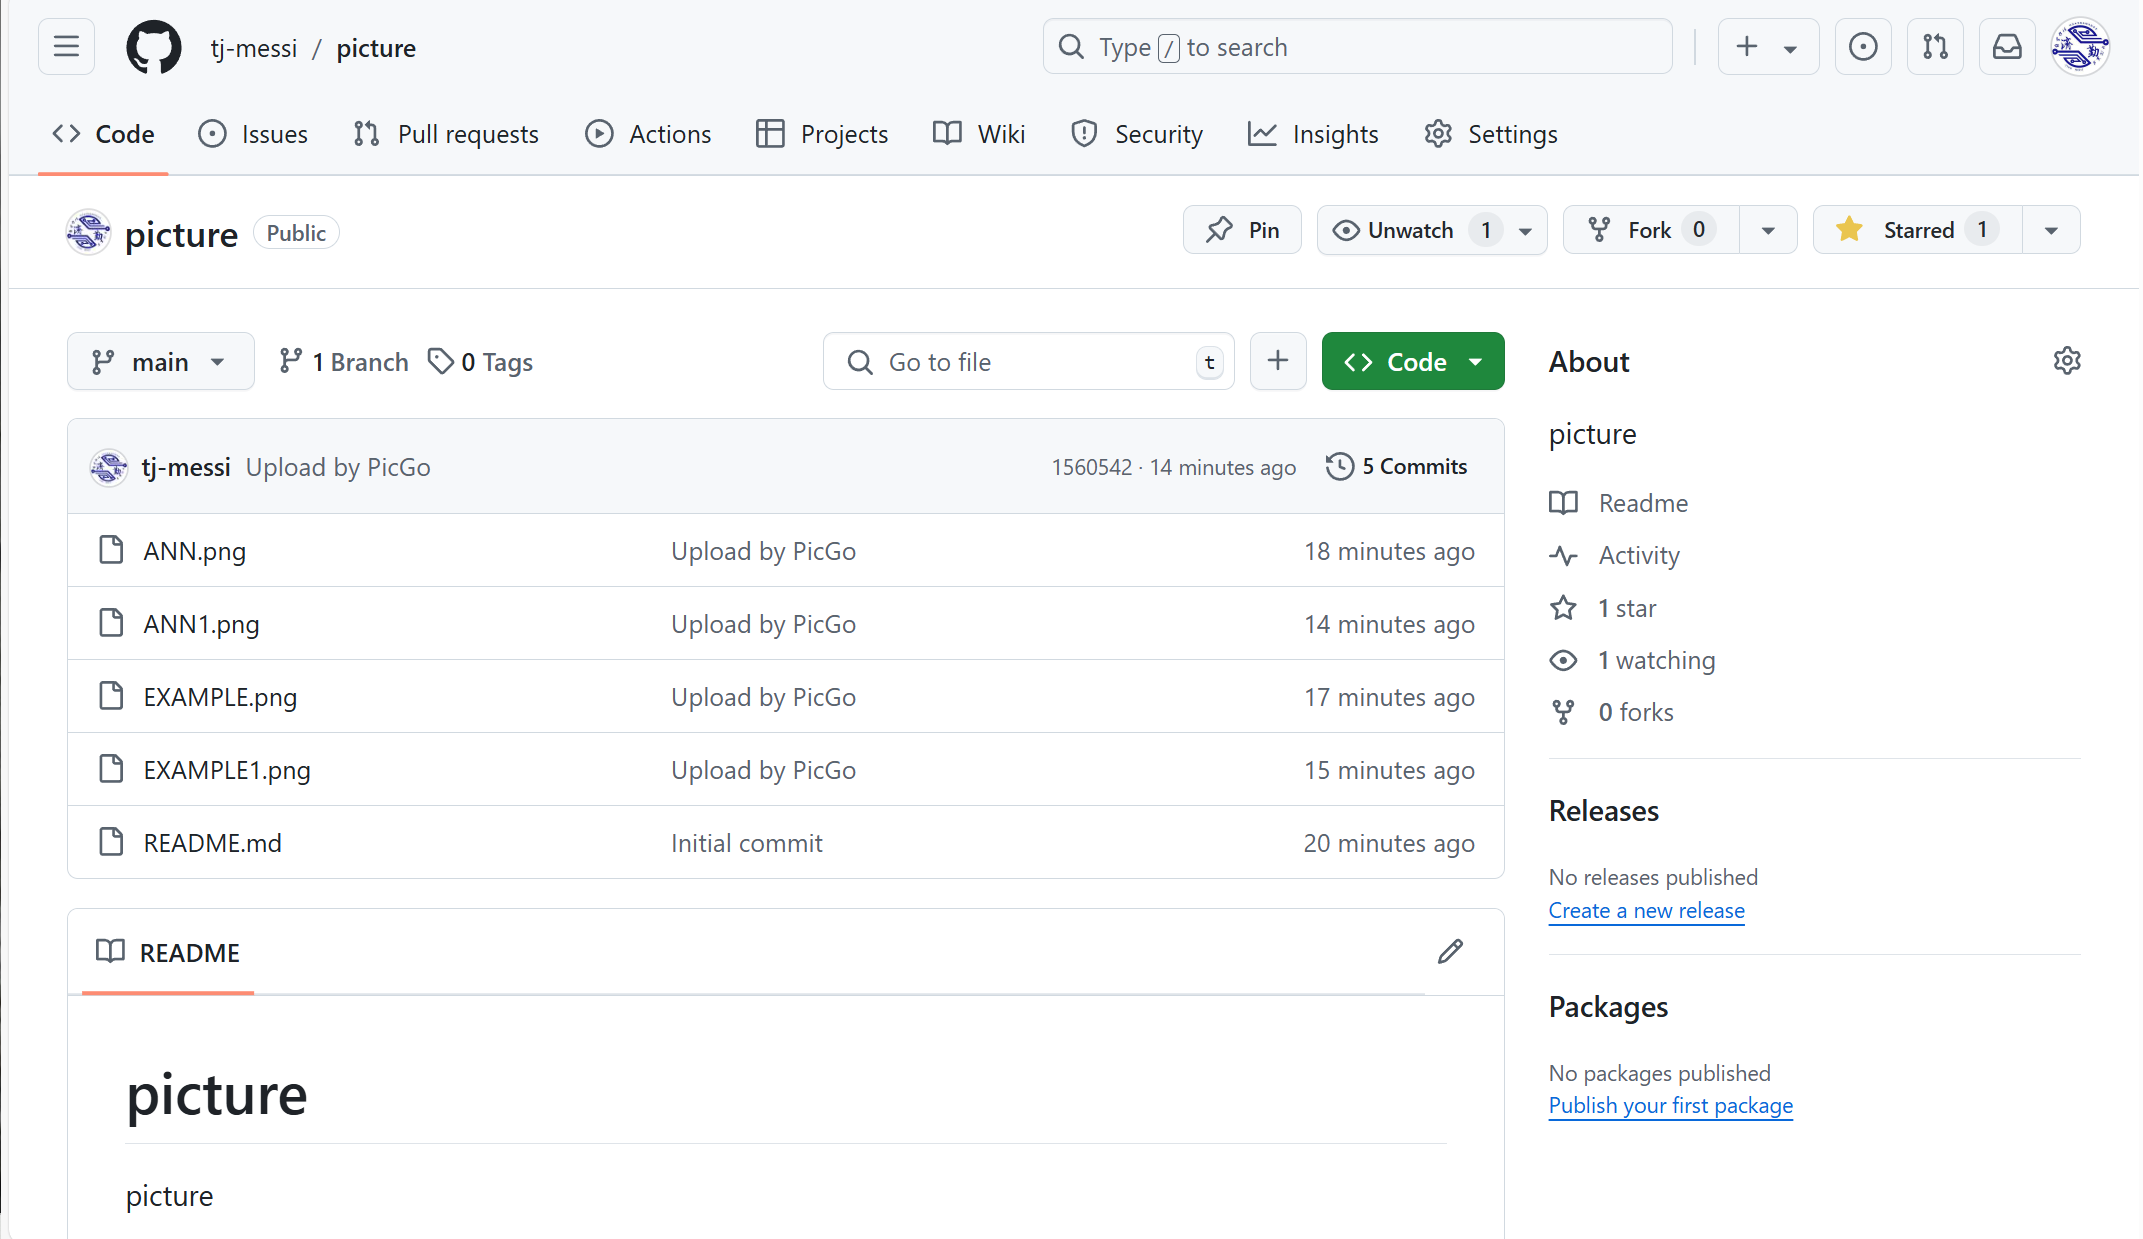 tj-messi / picture
Type / to search
Code Issues Pull requests Actions Projects Wiki Security Insights Settings
picture Public
Pin Unwatch 1 Fork 0 Starred 1
main 1 Branch 0 Tags Go to file t Code
tj-messi Upload by PicGo 1560542 · 14 minutes ago 5 Commits
ANN.png Upload by PicGo 18 minutes ago
ANN1.png Upload by PicGo 14 minutes ago
EXAMPLE.png Upload by PicGo 17 minutes ago
EXAMPLE1.png Upload by PicGo 15 minutes ago
README.md Initial commit 20 minutes ago
README
picture
picture
About
picture
Readme
Activity
1 star
1 watching
0 forks
Releases
No releases published
Create a new release
Packages
No packages published
Publish your first package